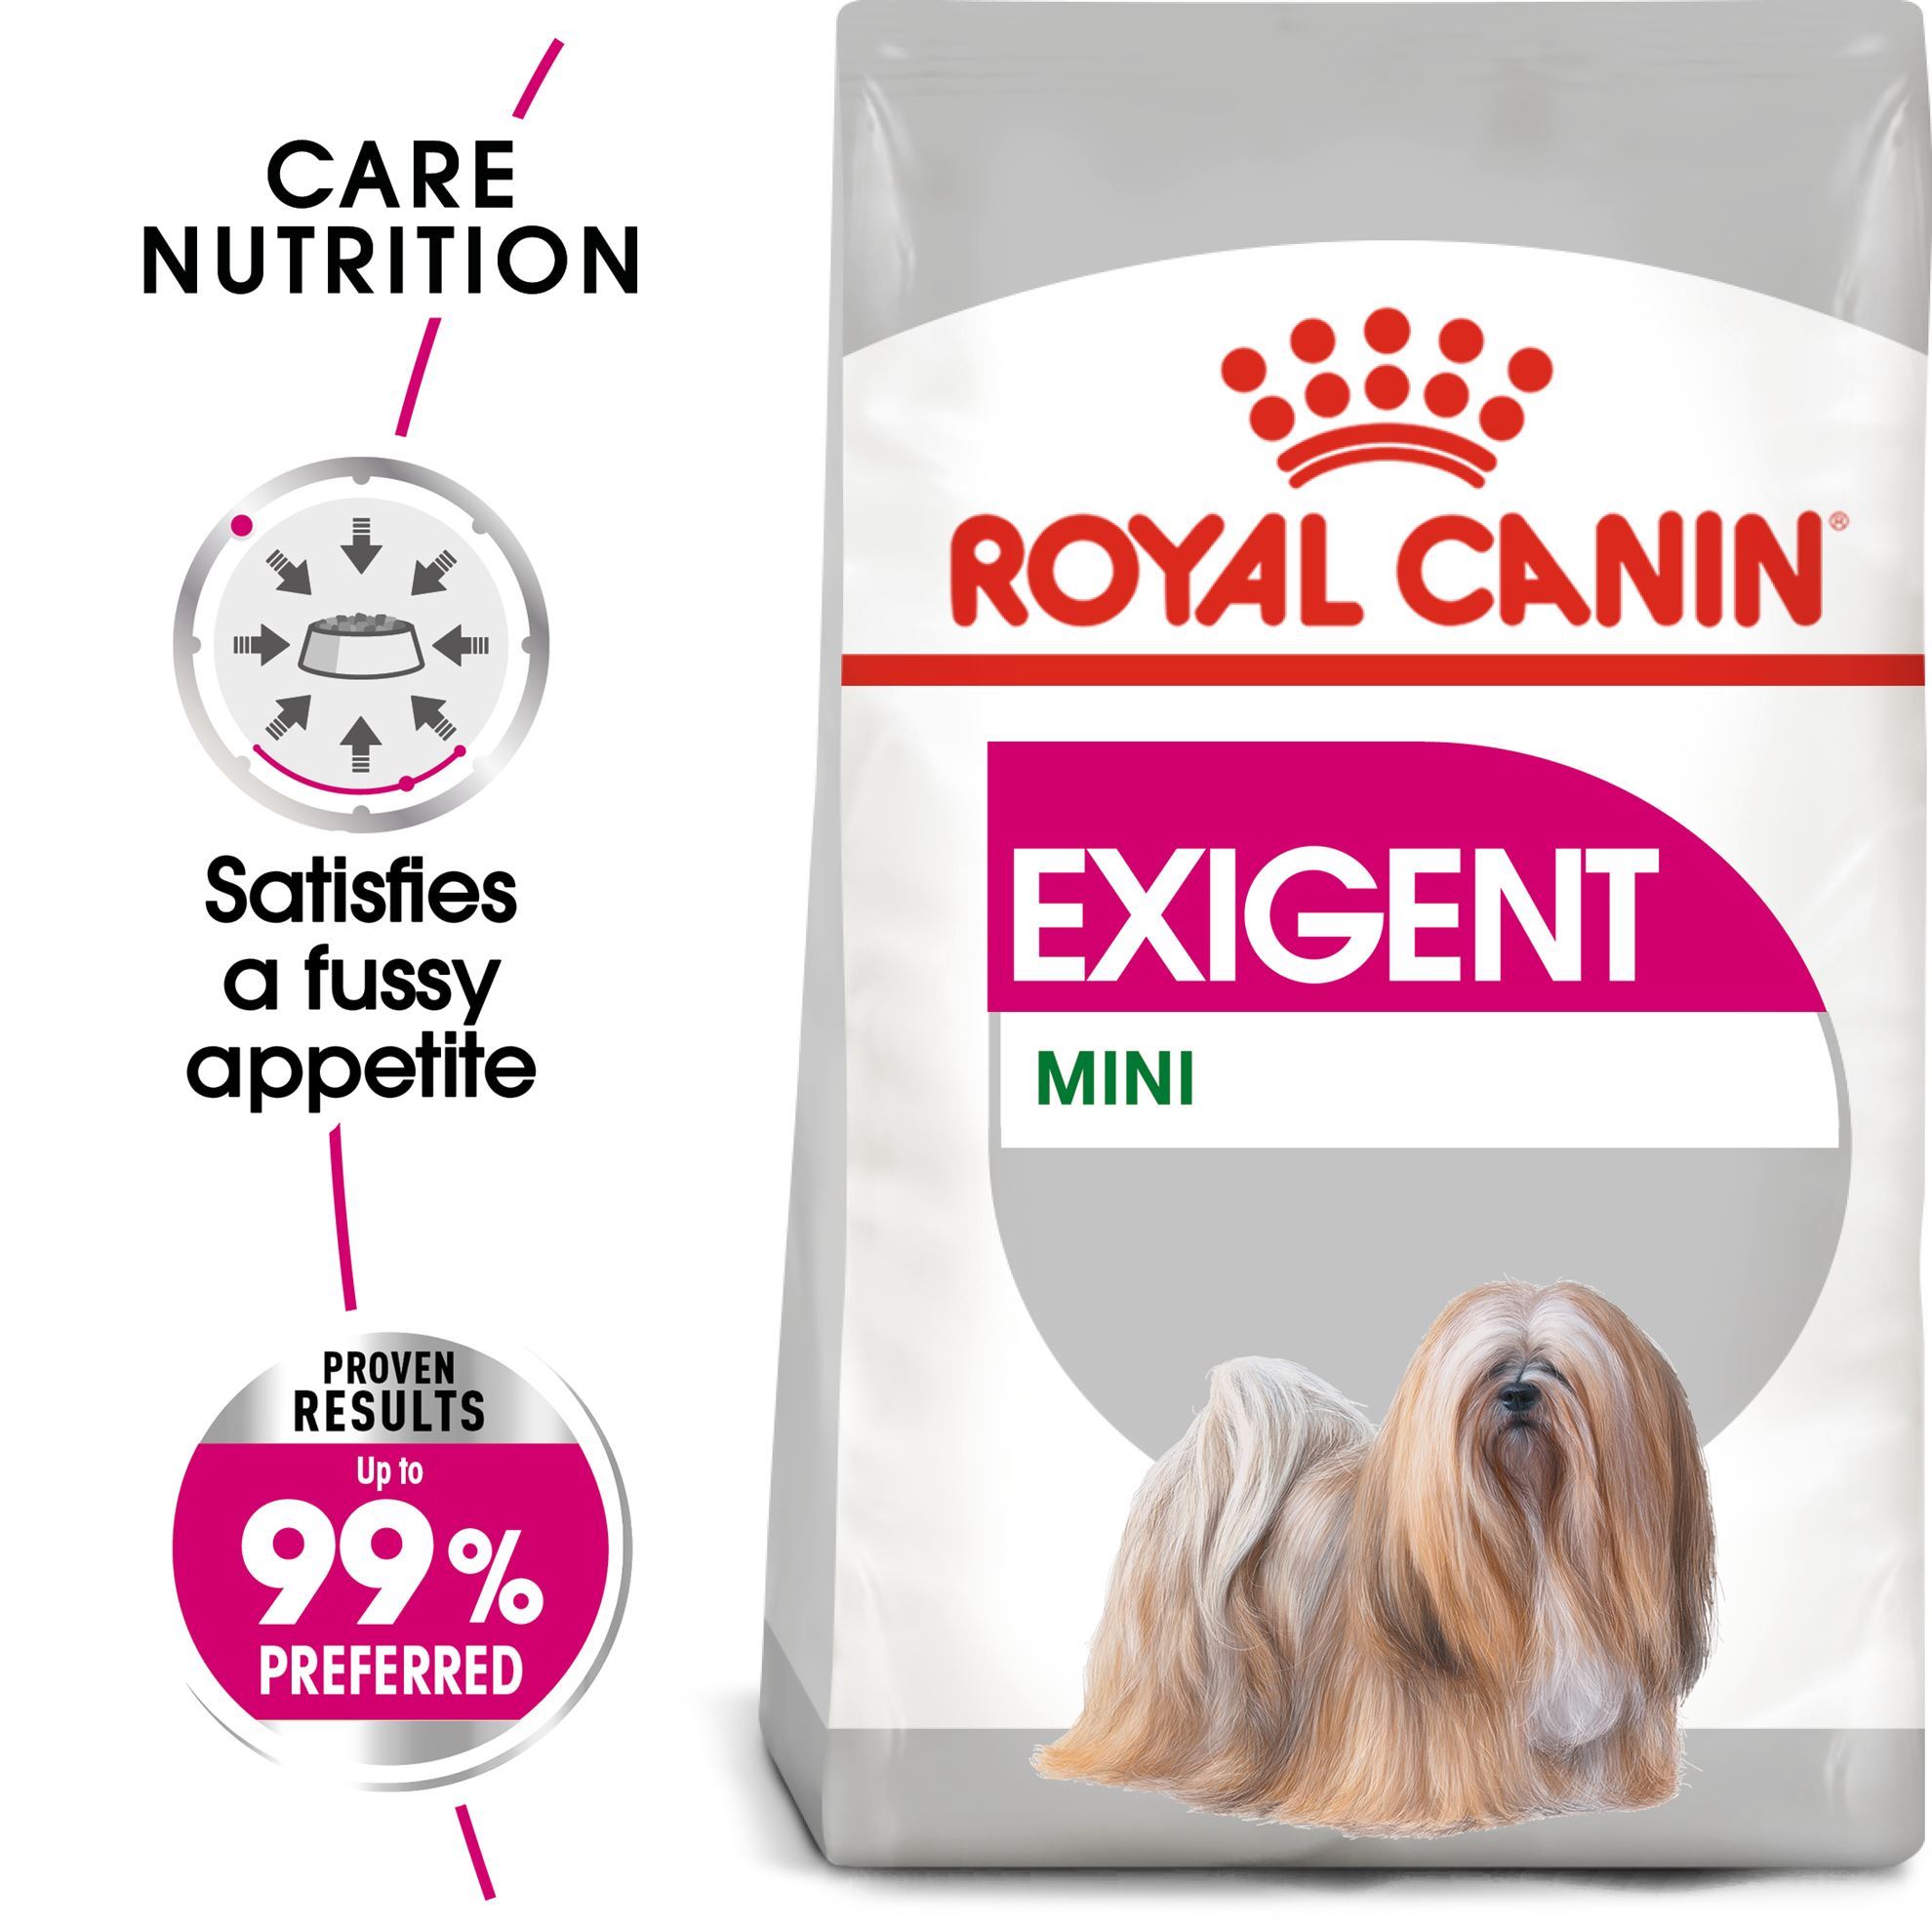 CARE
NUTRITION
Satisfies
a fussy
appetite
PROVEN
RESULTS
Up to
99%
PREFERRED
ROYAL CANIN®
EXIGENT
MINI